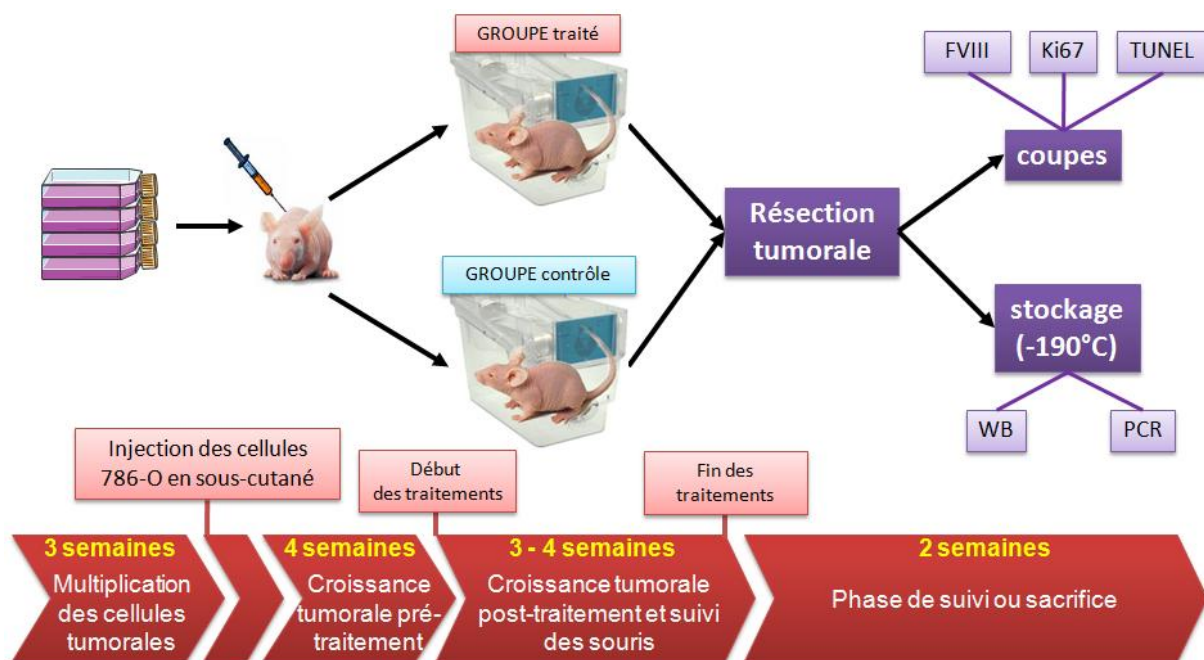 GROUPE traité
FVIII
Ki67
TUNEL
coupes
Résection
tumorale
GROUPE contrôle
stockage
(-190°C)
WB
PCR
Injection des cellules
786-O en sous-cutané
Début
des traitements
Fin des
traitements
3 semaines
Multiplication
des cellules
tumorales
4 semaines
Croissance
tumorale pré-
traitement
3 - 4 semaines
Croissance tumorale
post-traitement et suivi
des souris
2 semaines
Phase de suivi ou sacrifice